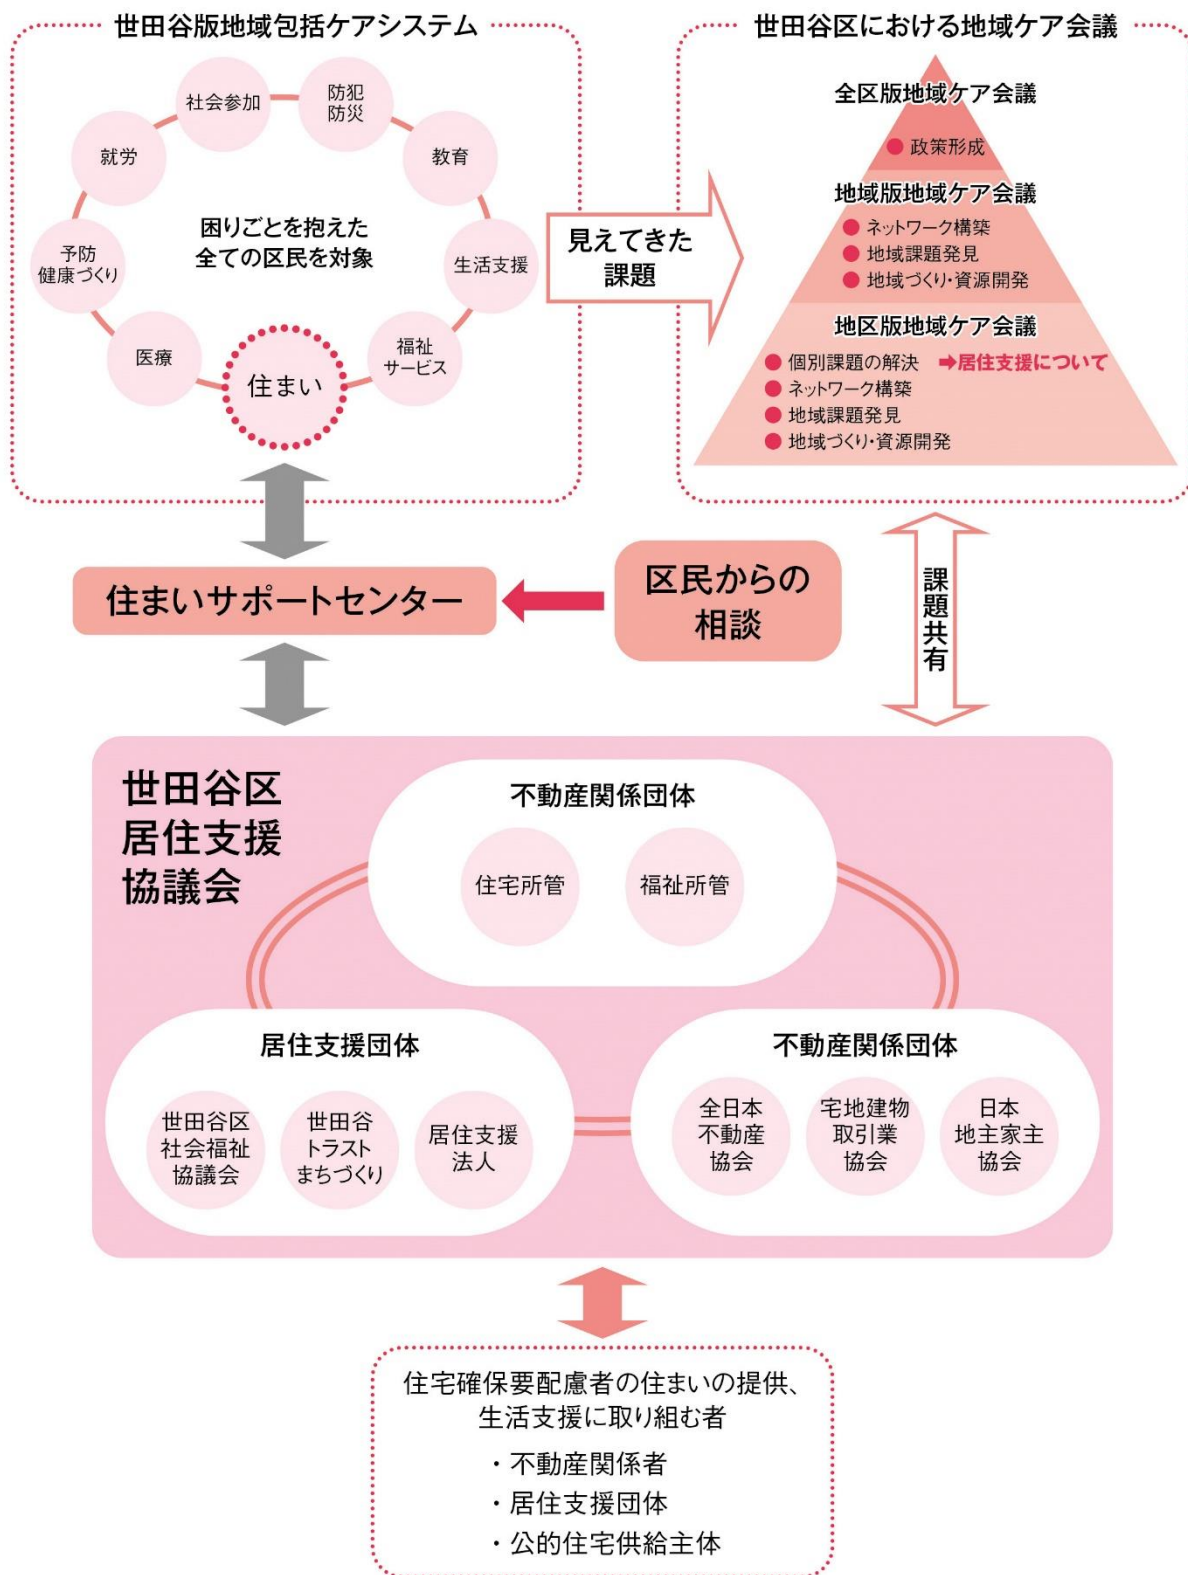 世田谷版地域包括ケアシステム
社会参加
防犯
防災
就労
教育
困りごとを抱えた
全ての区民を対象
予防
健康づくり
生活支援
医療
福祉
サービス
住まい
見えてきた
課題
世田谷区における地域ケア会議
全区版地域ケア会議
●政策形成
地域版地域ケア会議
●ネットワーク構築
●地域課題発見
●地域づくり・資源開発
地区版地域ケア会議
●個別課題の解決 ➡居住支援について
●ネットワーク構築
●地域課題発見
●地域づくり・資源開発
住まいサポートセンター
区民からの
相談
課題共有
世田谷区
居住支援
協議会
不動産関係団体
住宅所管
福祉所管
居住支援団体
世田谷区
社会福祉
協議会
世田谷
トラスト
まちづくり
居住支援
法人
不動産関係団体
全日本
不動産
協会
宅地建物
取引業
協会
日本
地主家主
協会
住宅確保要配慮者の住まいの提供、
生活支援に取り組む者
・不動産関係者
・居住支援団体
・公的住宅供給主体